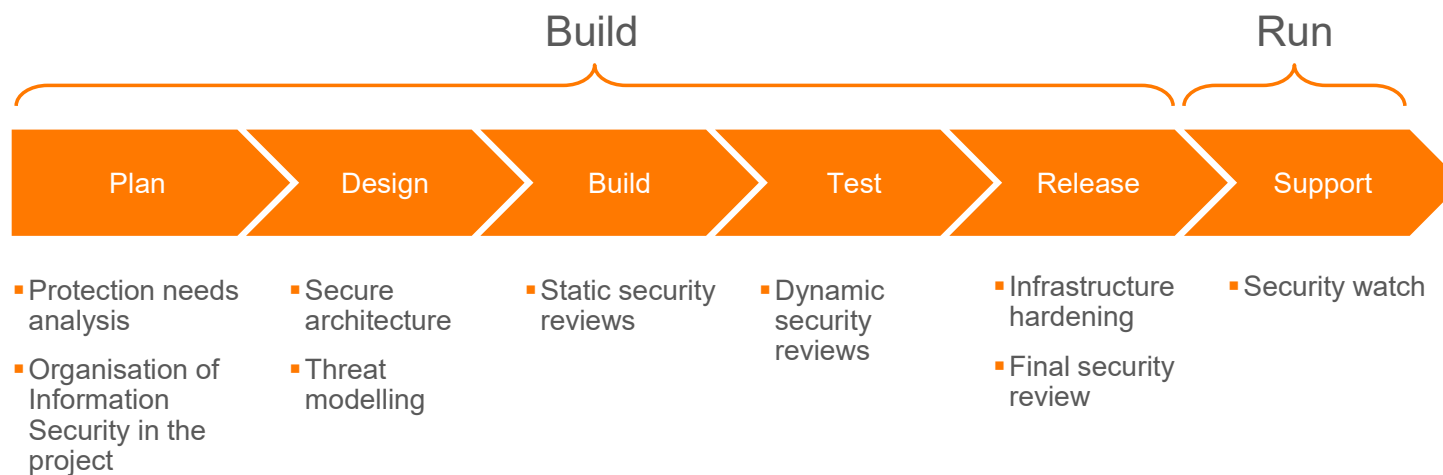 Build
Run
Plan
Design
Build
Test
Release
Support
▪ Protection needs
analysis
▪ Organisation of
Information
Security in the
project
▪ Secure
architecture
▪ Threat
modelling
▪ Static security
reviews
▪ Dynamic
security
reviews
▪ Infrastructure
hardening
▪ Final security
review
▪ Security watch